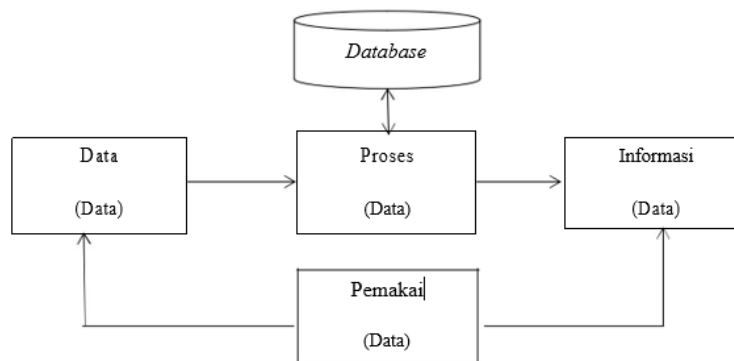 Database
Data
(Data)
Proses
(Data)
Informasi
(Data)
Pemakai
(Data)